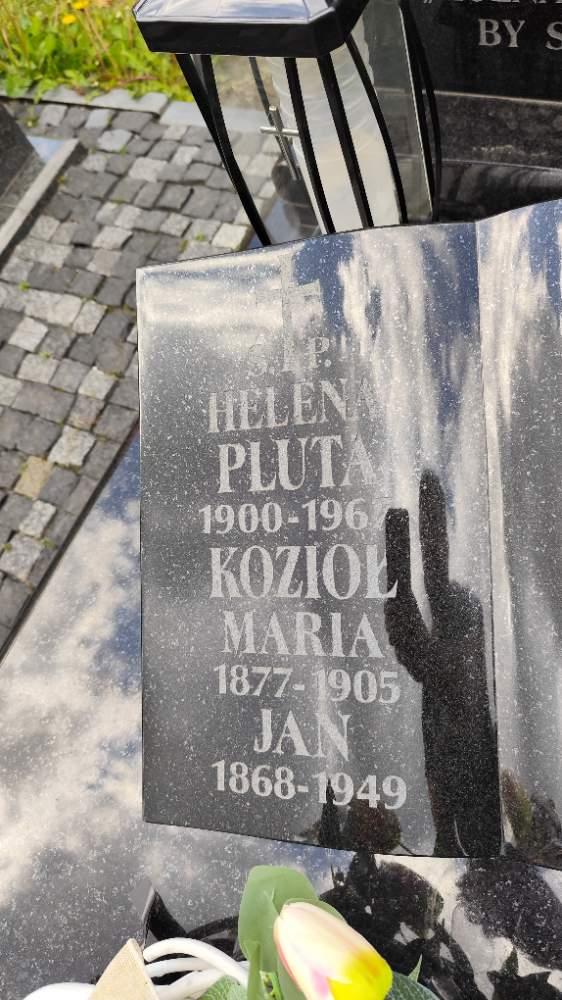 BY S
Ś.P.
HELENA
PLUTA
KOZIOŁ
MARIA
1877-1905
JAN
1868-1949